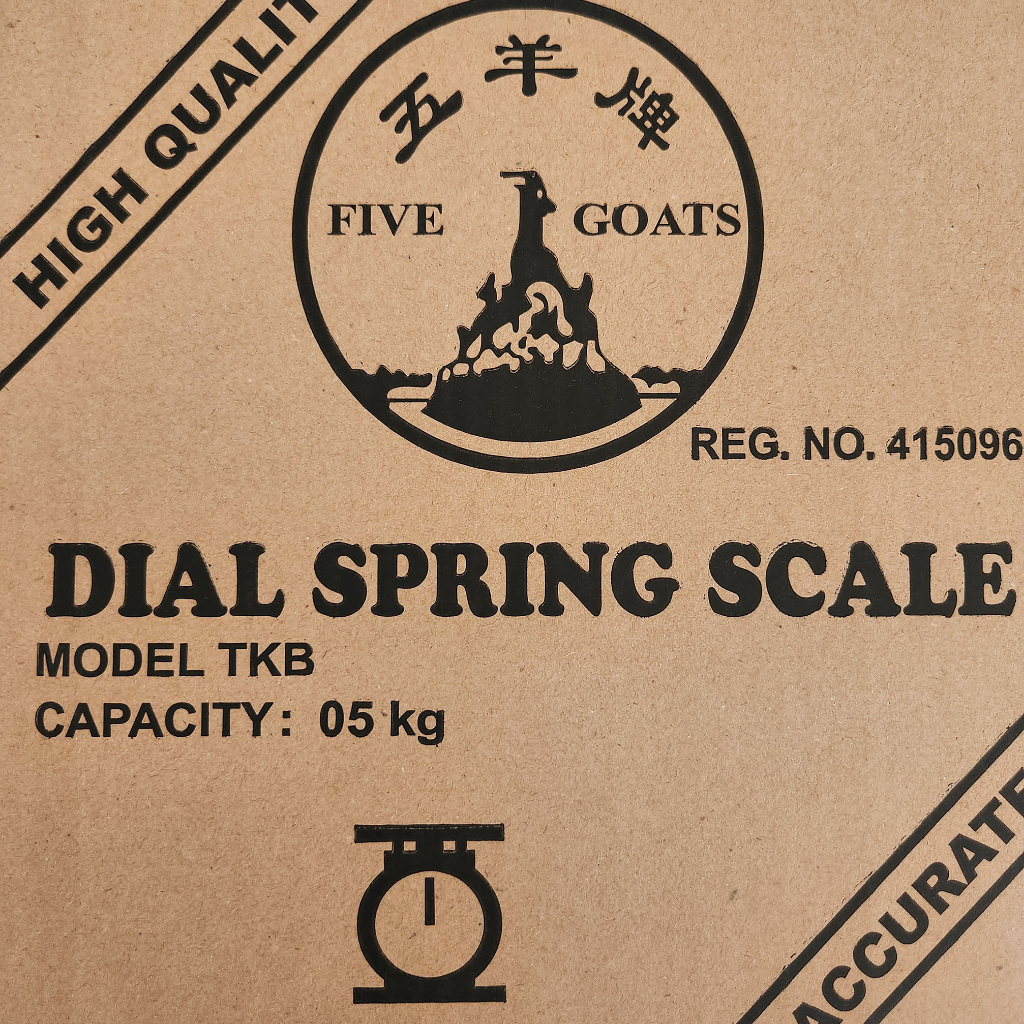 HIGH QUALIT
五羊牌
FIVE GOATS
REG. NO. 415096
DIAL SPRING SCALE
MODEL TKB
CAPACITY: 05 kg
ACCURATE